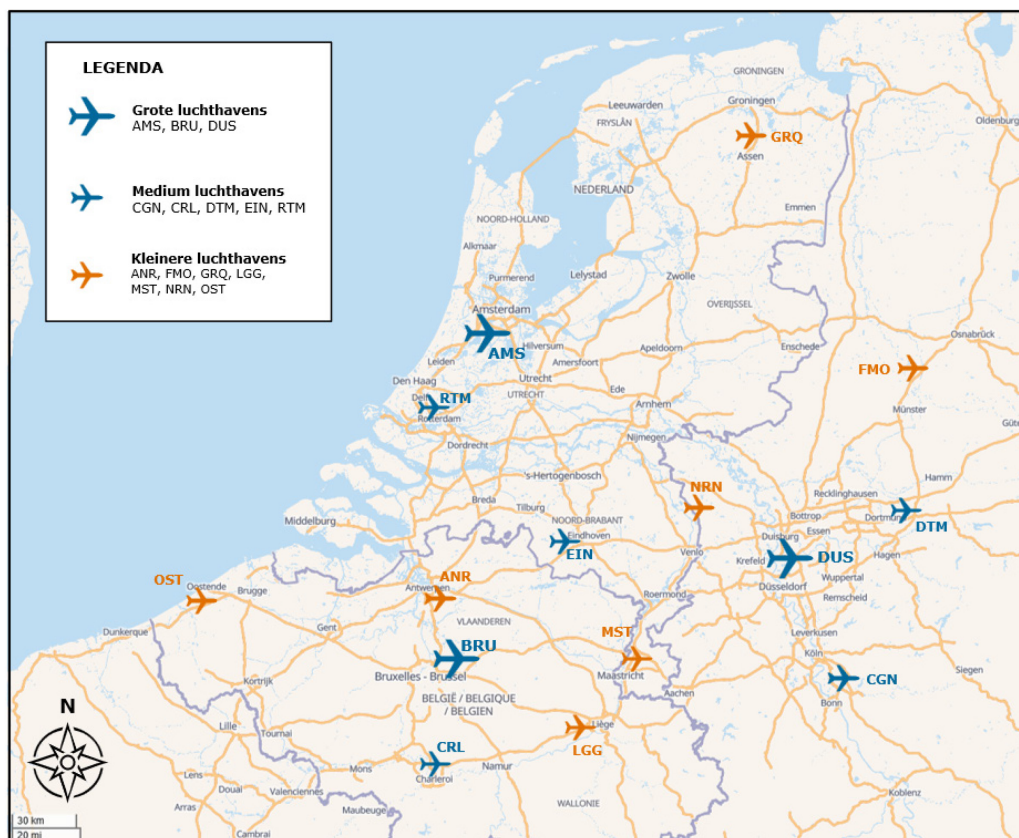 LEGENDA
Grote luchthavens
AMS, BRU, DUS
Medium luchthavens
CGN, CRL, DTM, EIN, RTM
Kleinere luchthavens
ANR, FMO, GRQ, LGG,
MST, NRN, OST
GRONINGEN
Leeuwarden
Groningen
FRYSLÂN
GRQ
Assen
Oldenburg
NEDERLAND
Emmen
NOORD-HOLLAND
Alkmaar
Purmerend
Lelystad
Zwolle
OVERIJSSEL
Amsterdam
AMS
Hilversum
Apeldoorn
Enschede
Osnabrück
Leiden
Amersfoort
FMO
Den Haag
Utrecht
UTRECHT
Ede
Delft
RTM
Rotterdam
Arnhem
Münster
Güt
Dordrecht
Nijmegen
's-Hertogenbosch
Hamm
NRN
Recklinghausen
Breda
Tilburg
Bottrop
Dortmund
DTM
Middelburg
NOORD-BRABANT
Eindhoven
EIN
Duisburg
Essen
Venlo
Krefeld
DUS
Hagen
OST
Oostende
Brugge
ANR
Antwerpen
Wuppertal
Düsseldorf
Remscheid
Roermond
Dunkerque
Gent
VLAANDEREN
MST
Leverkusen
BRU
Köln
Bruxelles - Brussel
Maastricht
Siegen
Kortrijk
Aachen
CGN
BELGIË / BELGIQUE
/ BELGIEN
Bonn
N
Lille
Tournai
Liège
LGG
CRL
Mons
Namur
Charleroi
Lens
Douai
Valenciennes
Koblenz
WALLONIE
Arras
Maubeuge
30 km
20 mi
Cambrai